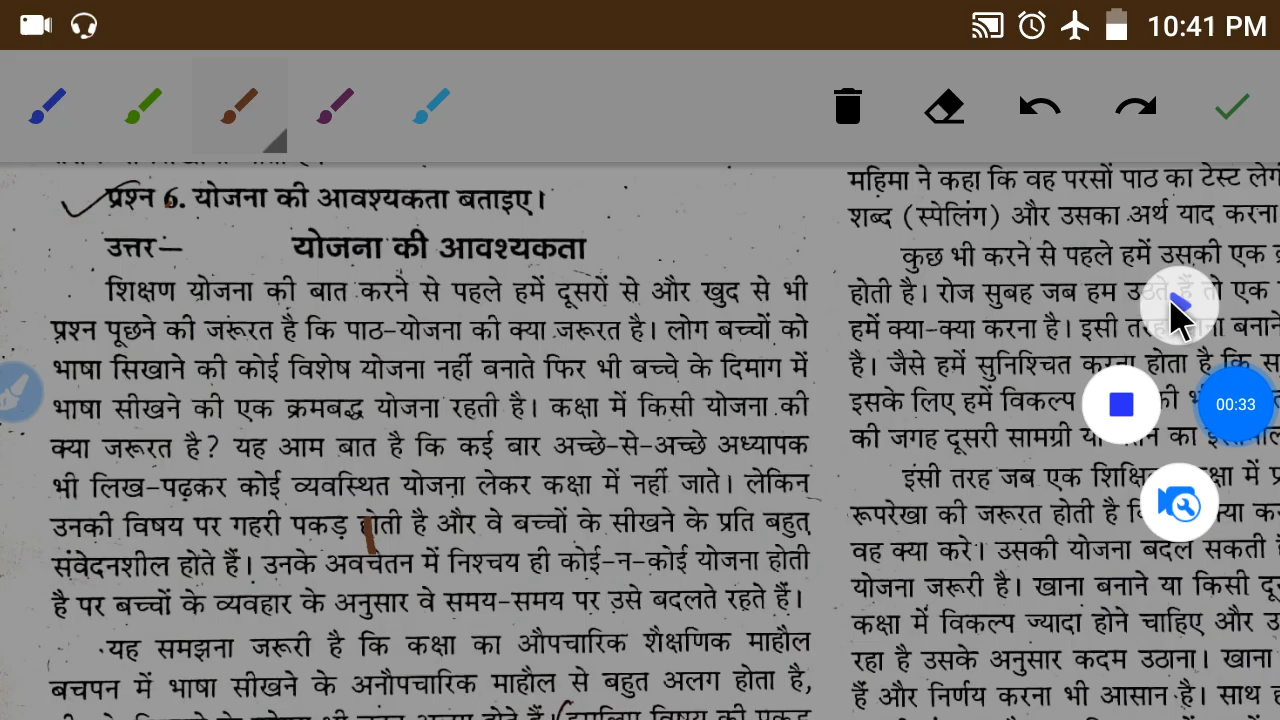 10:41 PM
प्रश्न 6. योजना की आवश्यकता बताइए।
उत्तर— योजना की आवश्यकता
शिक्षण योजना की बात करने से पहले हमें दूसरों से और खुद से भी
प्रश्न पूछने की जरूरत है कि पाठ-योजना की क्या जरूरत है। लोग बच्चों को
भाषा सिखाने की कोई विशेष योजना नहीं बनाते फिर भी बच्चे के दिमाग में
भाषा सीखने की एक क्रमबद्ध योजना रहती है। कक्षा में किसी योजना की
क्या जरूरत है? यह आम बात है कि कई बार अच्छे-से-अच्छे अध्यापक
भी लिख-पढ़कर कोई व्यवस्थित योजना लेकर कक्षा में नहीं जाते। लेकिन
उनकी विषय पर गहरी पकड़ होती है और वे बच्चों के सीखने के प्रति बहुत
संवेदनशील होते हैं। उनके अवचेतन में निश्चय ही कोई-न-कोई योजना होती
है पर बच्चों के व्यवहार के अनुसार वे समय-समय पर उसे बदलते रहते हैं।
यह समझना जरूरी है कि कक्षा का औपचारिक शैक्षणिक माहौल
बचपन में भाषा सीखने के अनौपचारिक माहौल से बहुत अलग होता है,
महिमा ने कहा कि वह परसों पाठ का टेस्ट
शब्द (स्पेलिंग) और उसका अर्थ याद करना
कुछ भी करने से पहले हमें उसकी एक
होती है। रोज सुबह जब हम उठते हैं तो एक
हमें क्या-क्या करना है। इसी बनाने
है। जैसे हमें सुनिश्चित करना होता है कि
इसके लिए हमें विकल्प की
की जगह दूसरी सामग्री का
इसी तरह जब एक में
रूपरेखा की जरूरत होती है
वह क्या करे। उसकी योजना बदल सकती
योजना जरूरी है। खाना बनाने या किसी
कक्षा में विकल्प ज्यादा होने चाहिए और
रहा है उसके अनुसार कदम उठाना। खाना
हैं और निर्णय करना भी आसान है। साथ
00:33